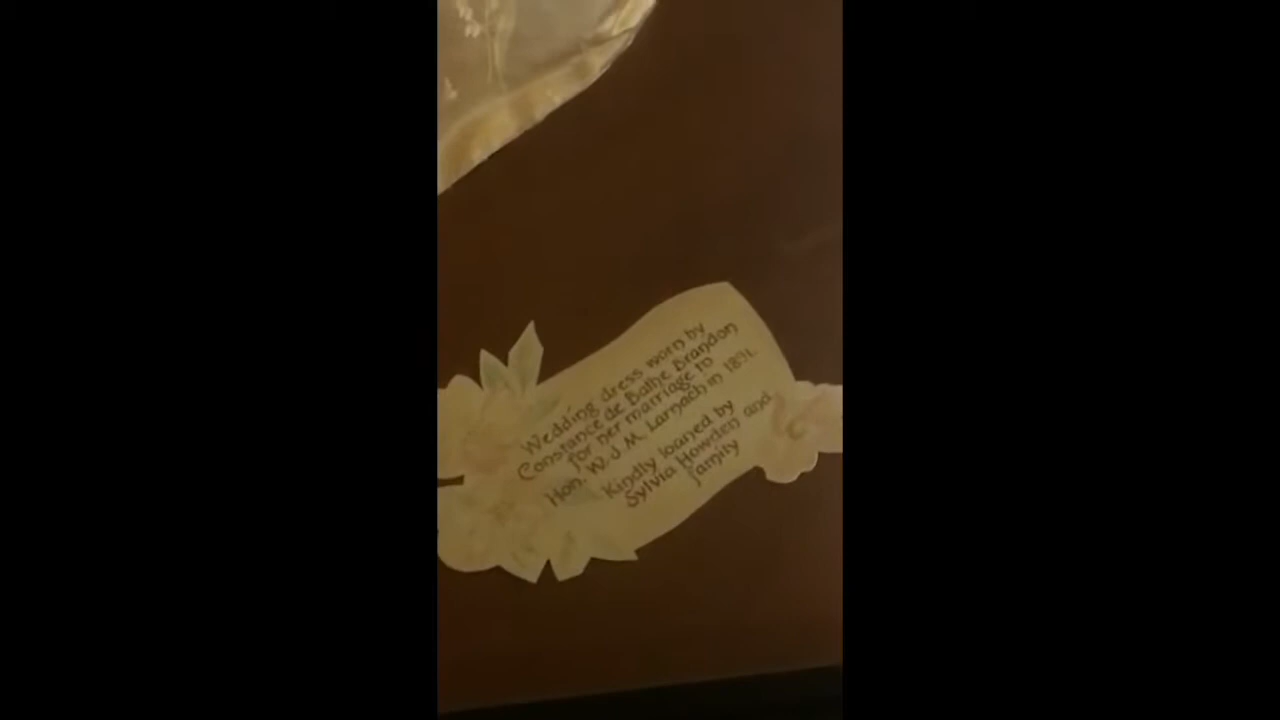 Wedding dress worn by
Constance de Bathe Brandon
for her marriage to
Hon. W.J.M. Larnach in 1891.
Kindly loaned by
Sylvia Howden and
family